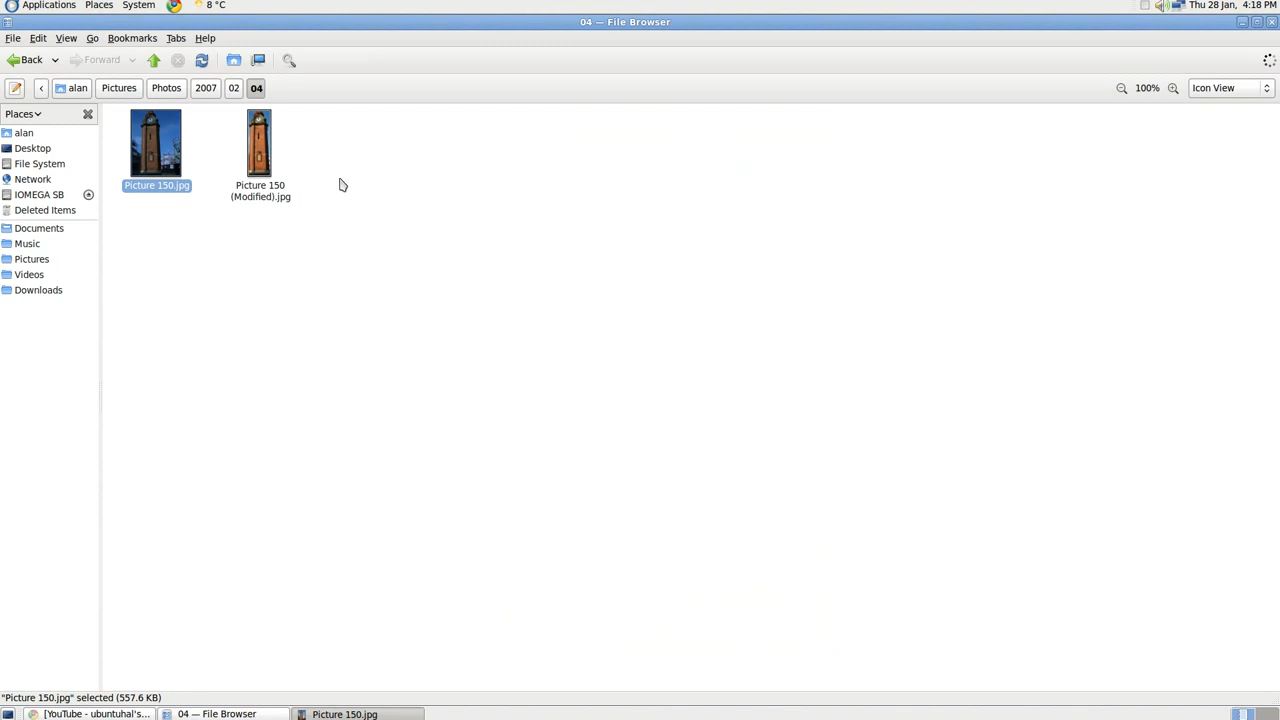 Applications Places System 8 °C Thu 28 Jan, 4:18 PM
04 — File Browser
File Edit View Go Bookmarks Tabs Help
Back Forward
alan Pictures Photos 2007 02 04 100% Icon View
Places
alan
Desktop
File System
Network
IOMEGA SB
Deleted Items
Documents
Music
Pictures
Videos
Downloads
Picture 150.jpg
Picture 150
(Modified).jpg
"Picture 150.jpg" selected (557.6 KB)
[YouTube - ubuntuhal's... 04 — File Browser Picture 150.jpg